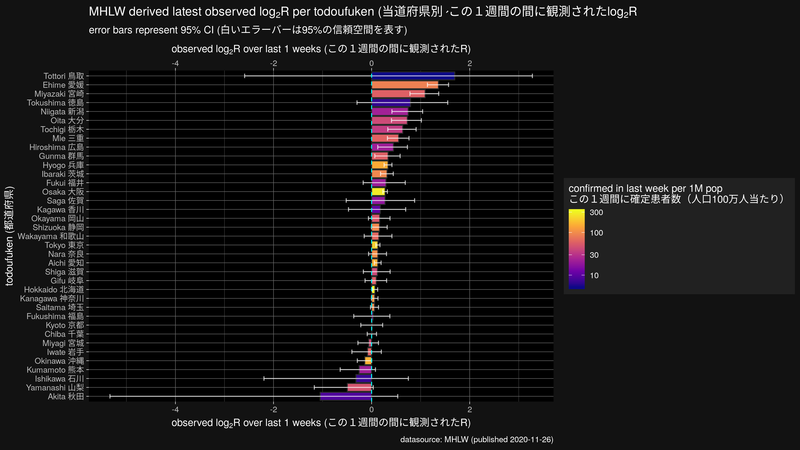 MHLW derived latest observed log₂R per todoufuken (当道府県別 この１週間の間に観測されたlog₂R
error bars represent 95% CI (白いエラーバーは95%の信頼空間を表す)
observed log₂R over last 1 weeks (この１週間の間に観測されたR)
-4 -2 0 2
todoufuken (都道府県)
Tottori 鳥取
Ehime 愛媛
Miyazaki 宮崎
Tokushima 徳島
Niigata 新潟
Oita 大分
Tochigi 栃木
Mie 三重
Hiroshima 広島
Gunma 群馬
Hyogo 兵庫
Ibaraki 茨城
Fukui 福井
Osaka 大阪
Saga 佐賀
Kagawa 香川
Okayama 岡山
Shizuoka 静岡
Wakayama 和歌山
Tokyo 東京
Nara 奈良
Aichi 愛知
Shiga 滋賀
Gifu 岐阜
Hokkaido 北海道
Kanagawa 神奈川
Saitama 埼玉
Fukushima 福島
Kyoto 京都
Chiba 千葉
Miyagi 宮城
Iwate 岩手
Okinawa 沖縄
Kumamoto 熊本
Ishikawa 石川
Yamanashi 山梨
Akita 秋田
-4 -2 0 2
observed log₂R over last 1 weeks (この１週間の間に観測されたR)
confirmed in last week per 1M pop
この１週間に確定患者数（人口100万人当たり）
300
100
30
10
datasource: MHLW (published 2020-11-26)